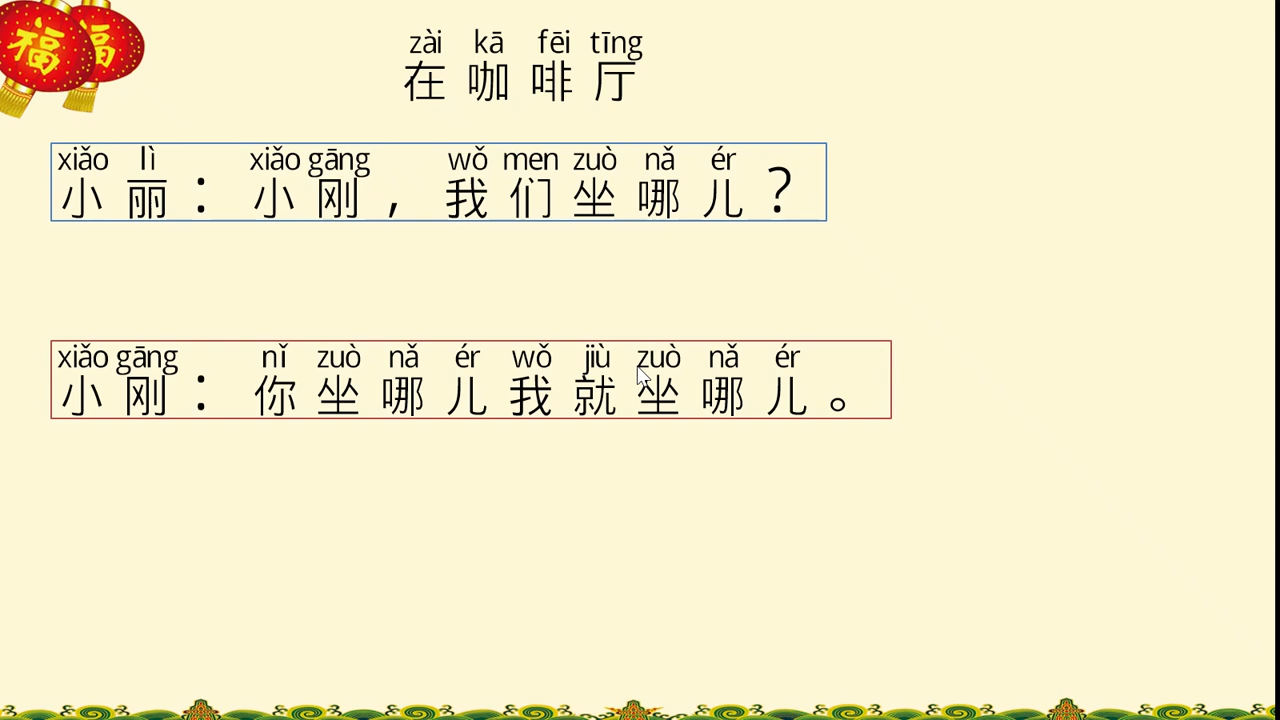 福 福
zài kā fēi tīng
在咖啡厅
xiǎo lì xiǎo gāng wǒ men zuò nǎ ér
小丽：小刚，我们坐哪儿？
xiǎo gāng nǐ zuò nǎ ér wǒ jiù zuò nǎ ér
小刚：你坐哪儿我就坐哪儿。